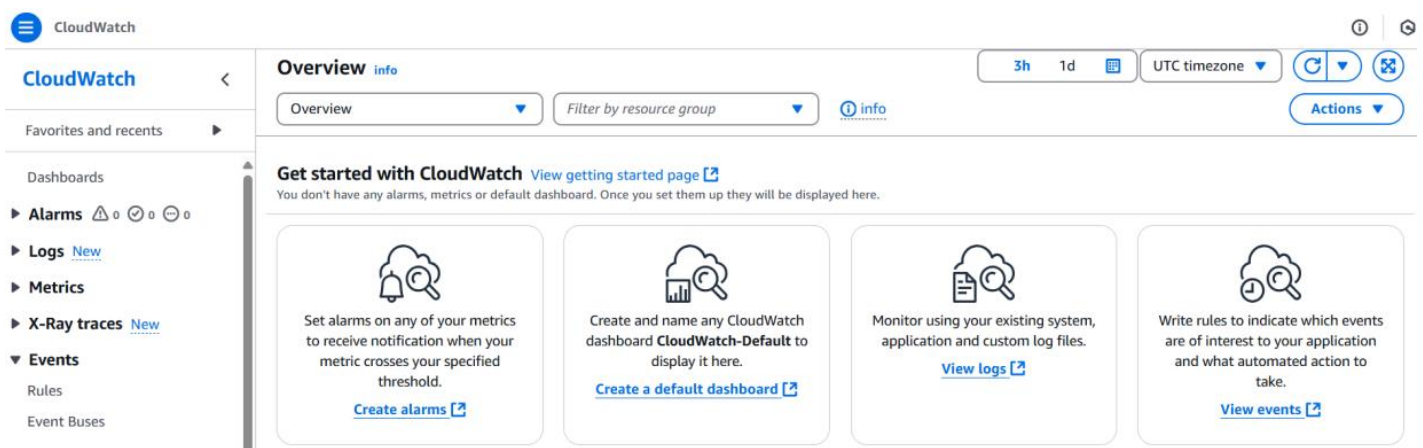 CloudWatch
CloudWatch
Favorites and recents
Dashboards
Alarms 0 0 0
Logs New
Metrics
X-Ray traces New
Events
Rules
Event Buses
Overview info
3h 1d UTC timezone
Overview Filter by resource group info
Actions
Get started with CloudWatch View getting started page
You don't have any alarms, metrics or default dashboard. Once you set them up they will be displayed here.
Set alarms on any of your metrics
to receive notification when your
metric crosses your specified
threshold.
Create alarms
Create and name any CloudWatch
dashboard CloudWatch-Default to
display it here.
Create a default dashboard
Monitor using your existing system,
application and custom log files.
View logs
Write rules to indicate which events
are of interest to your application
and what automated action to
take.
View events